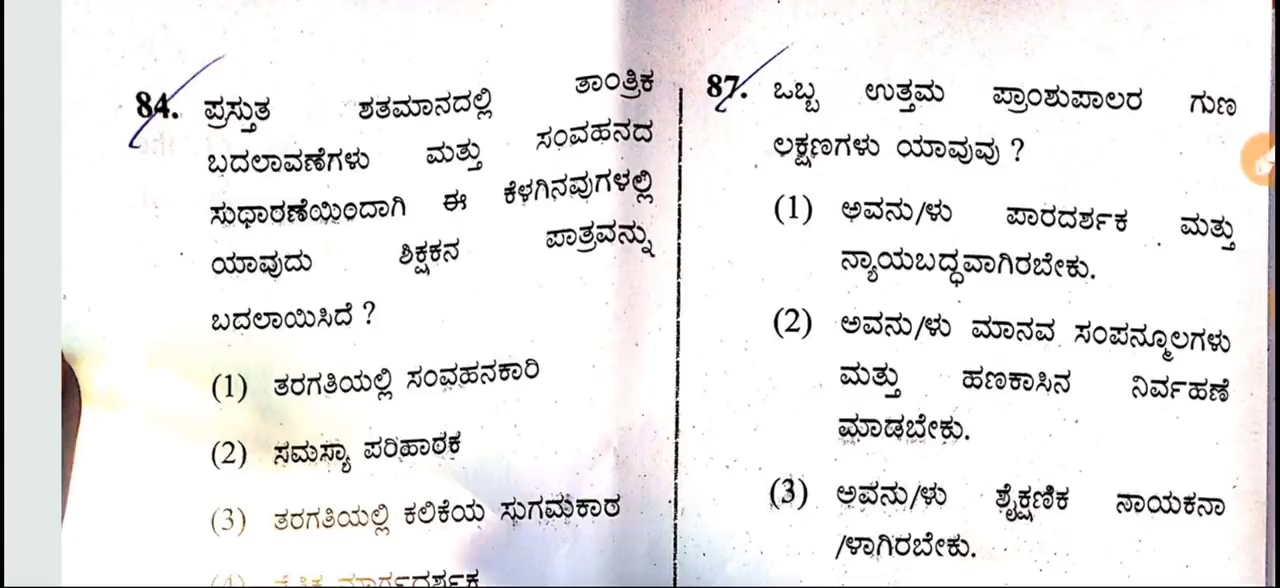 84. ಪ್ರಸ್ತುತ ಶತಮಾನದಲ್ಲಿ ತಾಂತ್ರಿಕ
ಬದಲಾವಣೆಗಳು ಮತ್ತು ಸಂವಹನದ
ಸುಧಾರಣೆಯಿಂದಾಗಿ ಈ ಕೆಳಗಿನವುಗಳಲ್ಲಿ
ಯಾವುದು ಶಿಕ್ಷಕನ ಪಾತ್ರವನ್ನು
ಬದಲಾಯಿಸಿದೆ ?
(1) ತರಗತಿಯಲ್ಲಿ ಸಂವಹನಕಾರಿ
(2) ಸಮಸ್ಯಾ ಪರಿಹಾರಕ
(3) ತರಗತಿಯಲ್ಲಿ ಕಲಿಕೆಯ ಸುಗಮಕಾರ
(4) ಮಾರ್ಗದರ್ಶಕ
87. ಒಬ್ಬ ಉತ್ತಮ ಪ್ರಾಂಶುಪಾಲರ ಗುಣ
ಲಕ್ಷಣಗಳು ಯಾವುವು ?
(1) ಅವನು/ಳು ಪಾರದರ್ಶಕ ಮತ್ತು
ನ್ಯಾಯಬದ್ಧವಾಗಿರಬೇಕು.
(2) ಅವನು/ಳು ಮಾನವ ಸಂಪನ್ಮೂಲಗಳು
ಮತ್ತು ಹಣಕಾಸಿನ ನಿರ್ವಹಣೆ
ಮಾಡಬೇಕು.
(3) ಅವನು/ಳು ಶೈಕ್ಷಣಿಕ ನಾಯಕನಾ
/ಳಾಗಿರಬೇಕು.